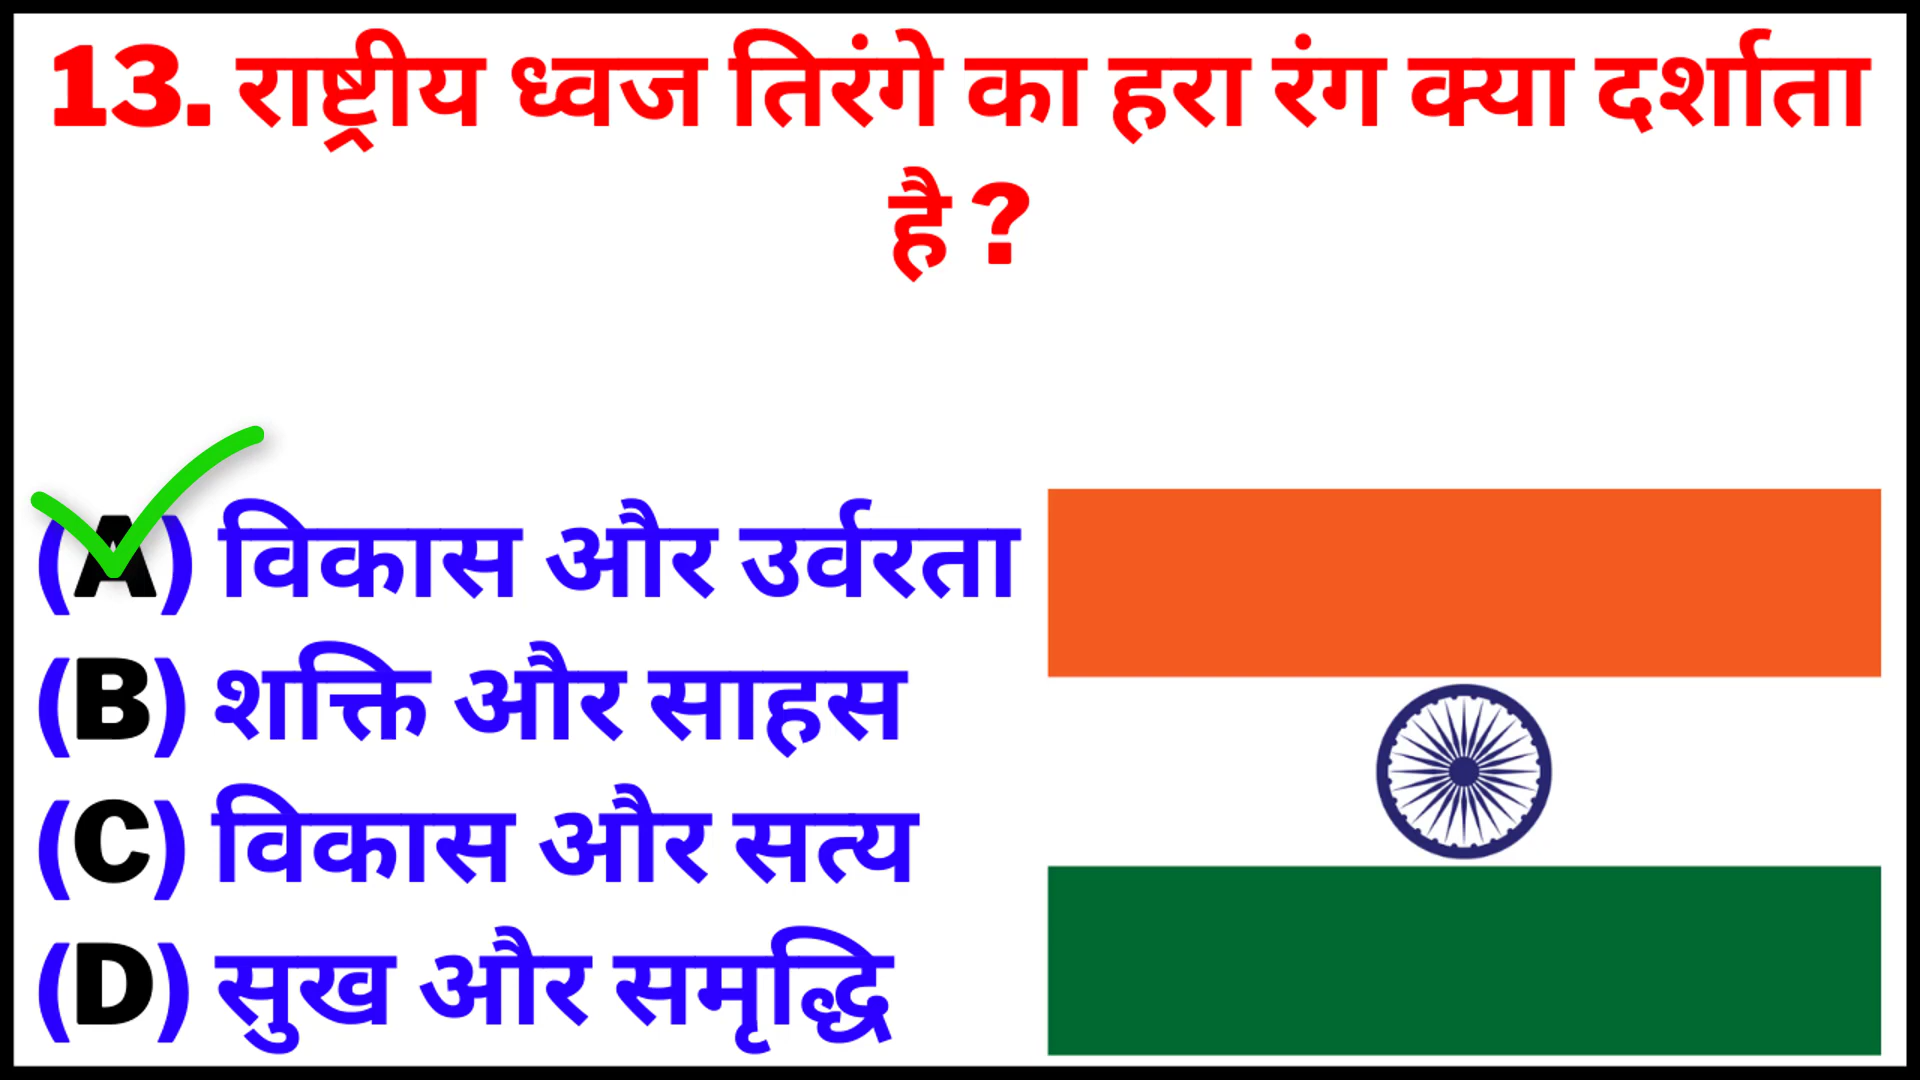 13. राष्ट्रीय ध्वज तिरंगे का हरा रंग क्या दर्शाता
है ?
(A) विकास और उर्वरता
(B) शक्ति और साहस
(C) विकास और सत्य
(D) सुख और समृद्धि